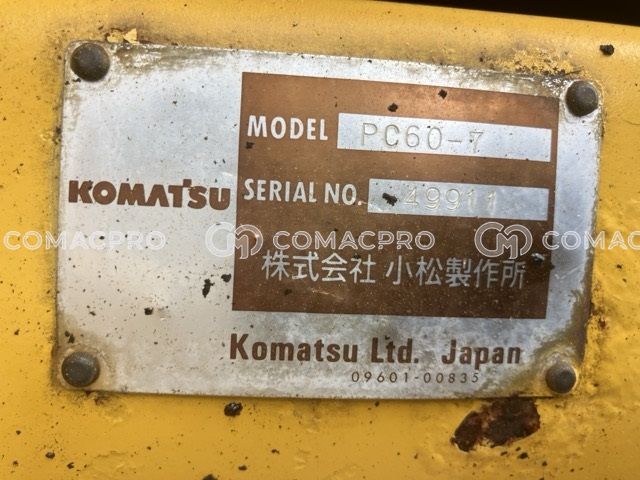 MODEL PC60-7
KOMATSU
SERIAL NO. 49911
COMACPRO COMACPRO COMACPRO
株式会社 小松製作所
Komatsu Ltd. Japan
09601-00835